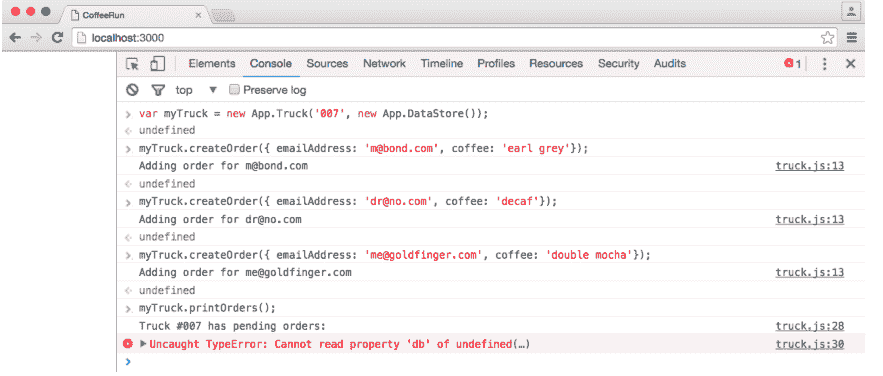 CoffeeRun
localhost:3000
Elements Console Sources Network Timeline Profiles Resources Security Audits 1
top Preserve log
var myTruck = new App.Truck('007', new App.DataStore());
undefined
myTruck.createOrder({ emailAddress: 'm@bond.com', coffee: 'earl grey'});
Adding order for m@bond.com truck.js:13
undefined
myTruck.createOrder({ emailAddress: 'dr@no.com', coffee: 'decaf'});
Adding order for dr@no.com truck.js:13
undefined
myTruck.createOrder({ emailAddress: 'me@goldfinger.com', coffee: 'double mocha'});
Adding order for me@goldfinger.com truck.js:13
undefined
myTruck.printOrders();
Truck #007 has pending orders: truck.js:28
Uncaught TypeError: Cannot read property 'db' of undefined(…) truck.js:30